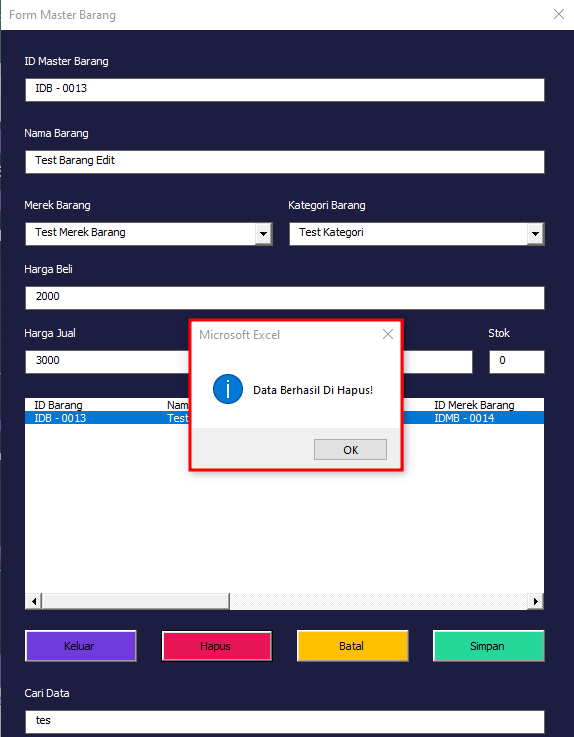 Form Master Barang
ID Master Barang
IDB - 0013
Nama Barang
Test Barang Edit
Merek Barang
Kategori Barang
Test Merek Barang
Test Kategori
Harga Beli
2000
Harga Jual
Stok
3000
0
Microsoft Excel
Data Berhasil Di Hapus!
OK
ID Barang
Nam
ID Merek Barang
IDB - 0013
Test
IDMB - 0014
Keluar
Hapus
Batal
Simpan
Cari Data
tes